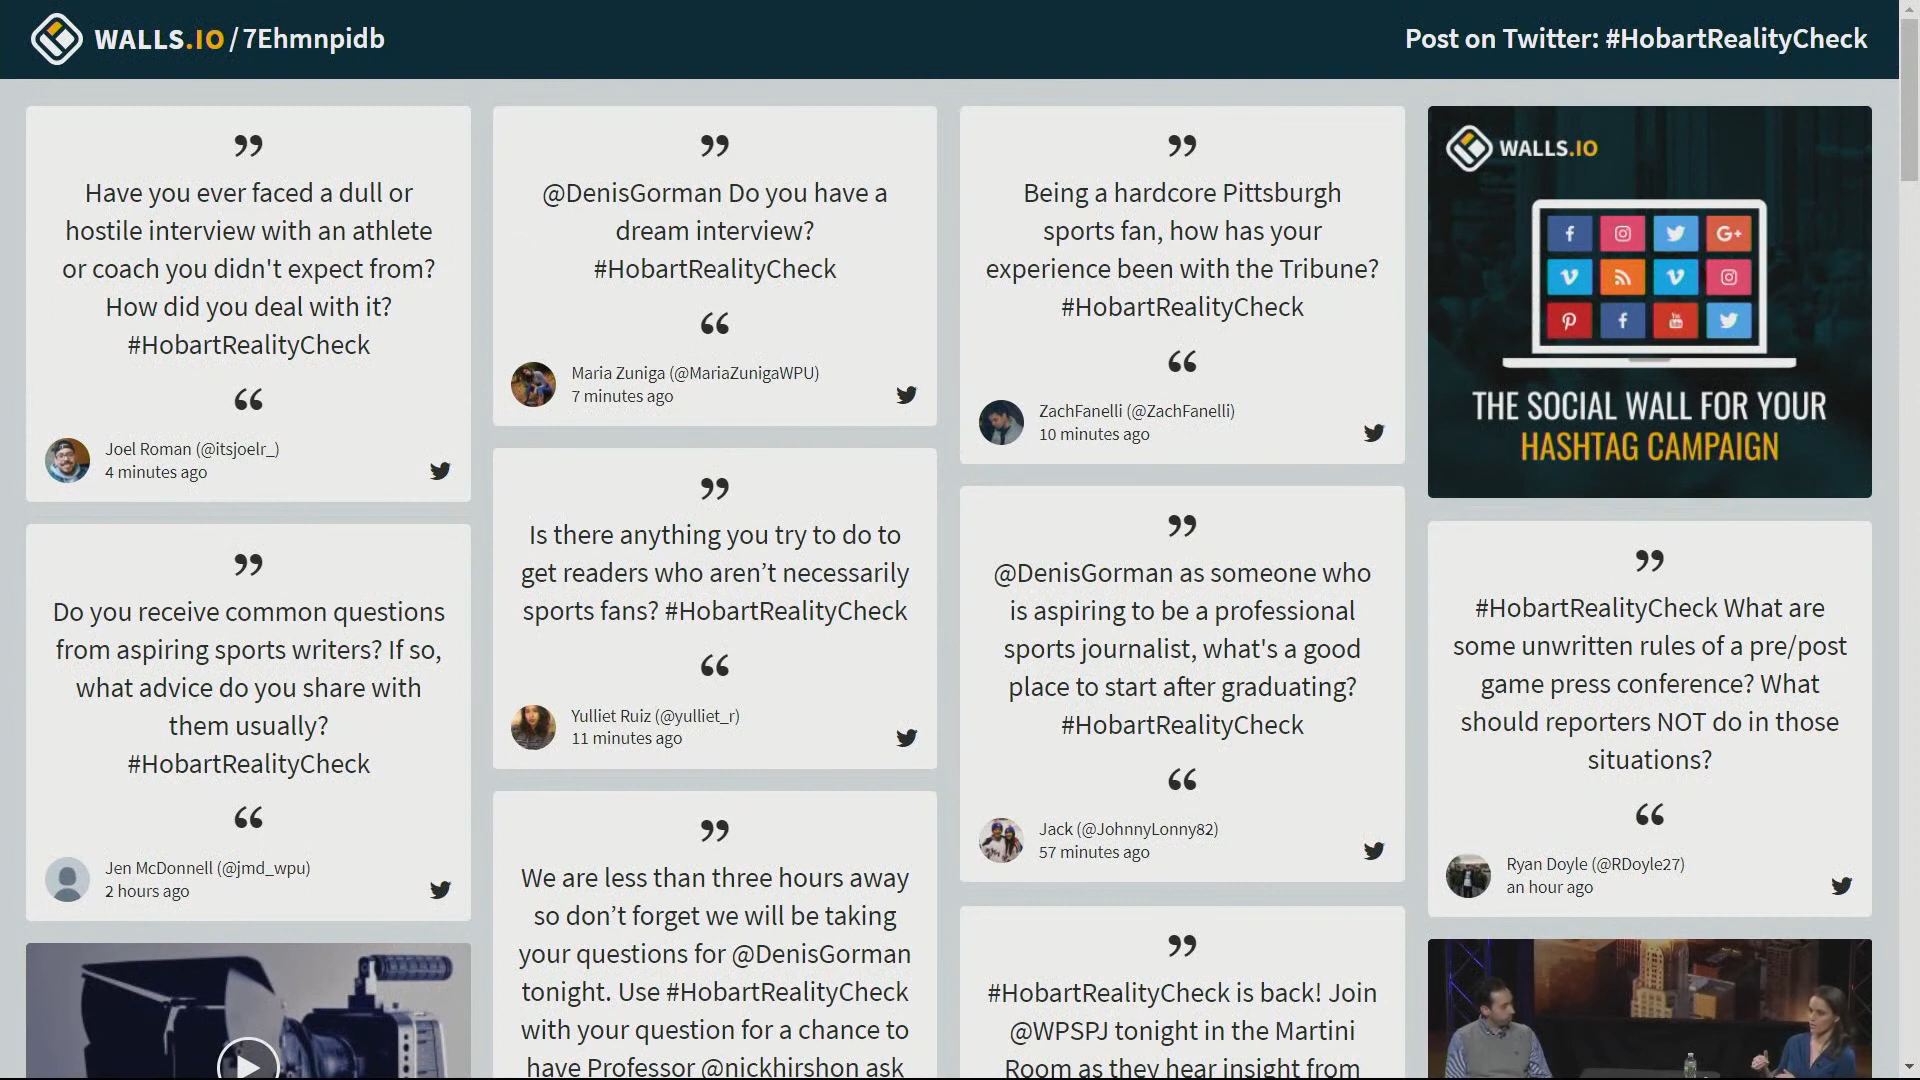 WALLS.IO / 7Ehmnpidb
Post on Twitter: #HobartRealityCheck
”
Have you ever faced a dull or
hostile interview with an athlete
or coach you didn't expect from?
How did you deal with it?
#HobartRealityCheck
“
Joel Roman (@itsjoelr_)
4 minutes ago
”
Do you receive common questions
from aspiring sports writers? If so,
what advice do you share with
them usually?
#HobartRealityCheck
“
Jen McDonnell (@jmd_wpu)
2 hours ago
”
@DenisGorman Do you have a
dream interview?
#HobartRealityCheck
“
Maria Zuniga (@MariaZunigaWPU)
7 minutes ago
”
Is there anything you try to do to
get readers who aren’t necessarily
sports fans? #HobartRealityCheck
“
Yulliet Ruiz (@yulliet_r)
11 minutes ago
”
We are less than three hours away
so don’t forget we will be taking
your questions for @DenisGorman
tonight. Use #HobartRealityCheck
with your question for a chance to
have Professor @nickhirshon ask
”
Being a hardcore Pittsburgh
sports fan, how has your
experience been with the Tribune?
#HobartRealityCheck
“
ZachFanelli (@ZachFanelli)
10 minutes ago
”
@DenisGorman as someone who
is aspiring to be a professional
sports journalist, what's a good
place to start after graduating?
#HobartRealityCheck
“
Jack (@JohnnyLonny82)
57 minutes ago
”
#HobartRealityCheck is back! Join
@WPSPJ tonight in the Martini
Room as they hear insight from
WALLS.IO
G+
You
THE SOCIAL WALL FOR YOUR
HASHTAG CAMPAIGN
”
#HobartRealityCheck What are
some unwritten rules of a pre/post
game press conference? What
should reporters NOT do in those
situations?
“
Ryan Doyle (@RDoyle27)
an hour ago